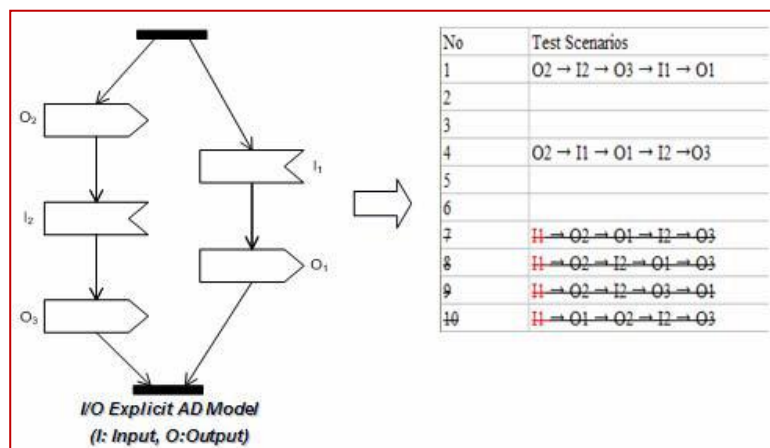 O₂
I₂
O₃
I₁
O₁
I/O Explicit AD Model
(I: Input, O:Output)
No Test Scenarios
1 O2 → I2 → O3 → I1 → O1
2
3
4 O2 → I1 → O1 → I2 →O3
5
6
7 I1 → O2 → O1 → I2 → O3
8 I1 → O2 → I2 → O1 → O3
9 I1 → O2 → I2 → O3 → O1
10 I1 → O1 → O2 → I2 → O3